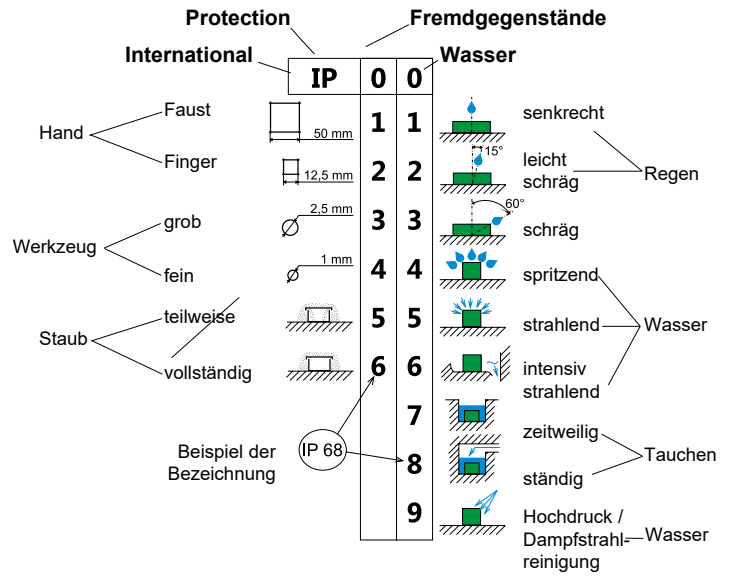 Protection
Fremdgegenstände
International
Wasser
IP 0 0
Hand
Faust
50 mm
1 1
senkrecht
Finger
12,5 mm
2 2
15°
leicht
schräg
Regen
Werkzeug
grob
2,5 mm
3 3
60°
schräg
fein
1 mm
4 4
spritzend
Staub
teilweise
5 5
strahlend
Wasser
vollständig
6 6
intensiv
strahlend
7
zeitweilig
Tauchen
Beispiel der
Bezeichnung
IP 68
8
ständig
9
Hochdruck /
Dampfstrahl-
reinigung
Wasser